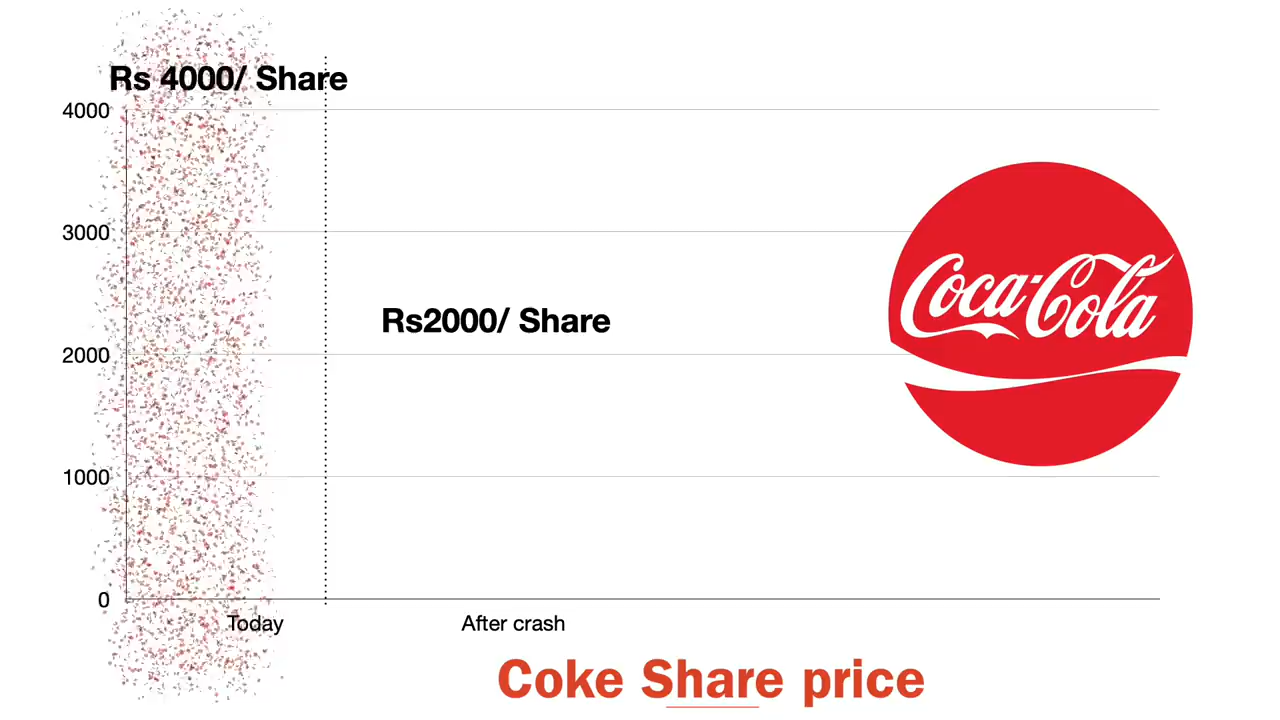 Rs 4000/ Share
4000
3000
Coca-Cola
Rs2000/ Share
2000
1000
0
Today
After crash
Coke Share price